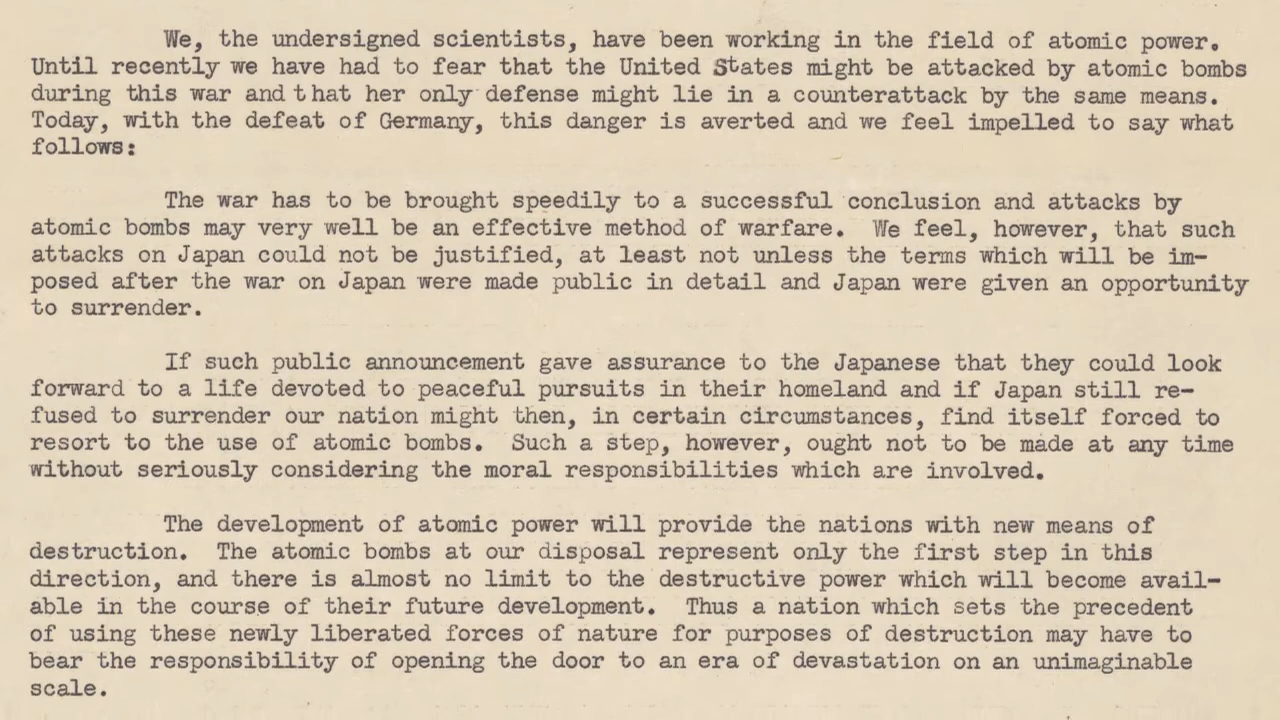 We, the undersigned scientists, have been working in the field of atomic power.
Until recently we have had to fear that the United States might be attacked by atomic bombs
during this war and that her only defense might lie in a counterattack by the same means.
Today, with the defeat of Germany, this danger is averted and we feel impelled to say what
follows:
The war has to be brought speedily to a successful conclusion and attacks by
atomic bombs may very well be an effective method of warfare. We feel, however, that such
attacks on Japan could not be justified, at least not unless the terms which will be im-
posed after the war on Japan were made public in detail and Japan were given an opportunity
to surrender.
If such public announcement gave assurance to the Japanese that they could look
forward to a life devoted to peaceful pursuits in their homeland and if Japan still re-
fused to surrender our nation might then, in certain circumstances, find itself forced to
resort to the use of atomic bombs. Such a step, however, ought not to be made at any time
without seriously considering the moral responsibilities which are involved.
The development of atomic power will provide the nations with new means of
destruction. The atomic bombs at our disposal represent only the first step in this
direction, and there is almost no limit to the destructive power which will become avail-
able in the course of their future development. Thus a nation which sets the precedent
of using these newly liberated forces of nature for purposes of destruction may have to
bear the responsibility of opening the door to an era of devastation on an unimaginable
scale.